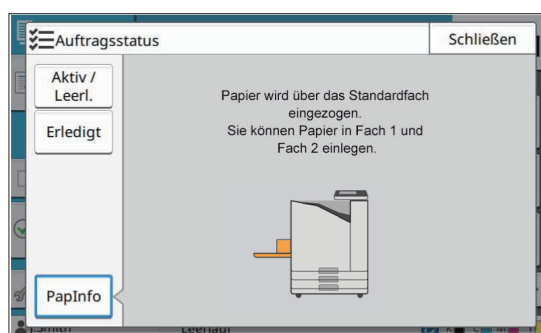 Auftragsstatus
Schließen
Aktiv /
Leerl.
Erledigt
PapInfo
Papier wird über das Standardfach
eingezogen.
Sie können Papier in Fach 1 und
Fach 2 einlegen.
J.Smith Leerlauf